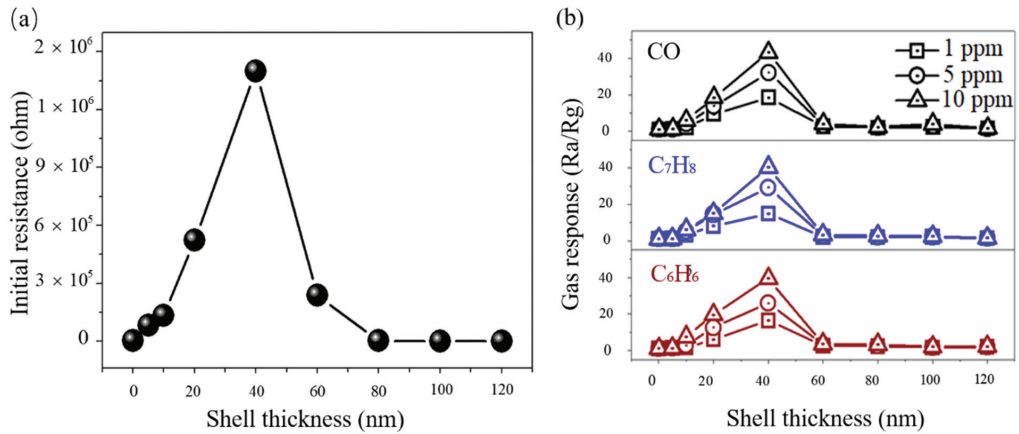 (a)
2 × 10⁶
1 × 10⁶
9 × 10⁵
6 × 10⁵
3 × 10⁵
0
Initial resistance (ohm)
0 20 40 60 80 100 120
Shell thickness (nm)
(b)
CO
1 ppm
5 ppm
10 ppm
40
20
0
C₇H₈
40
20
0
C₆H₆
40
20
0
Gas response (Ra/Rg)
0 20 40 60 80 100 120
Shell thickness (nm)